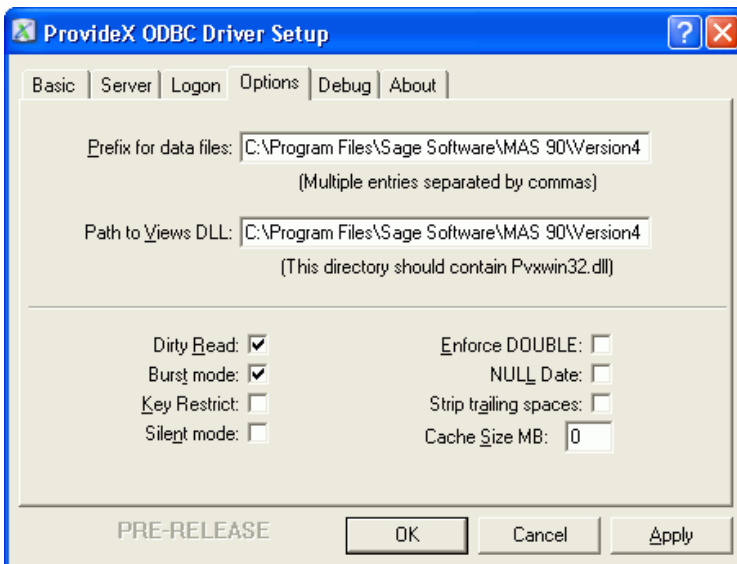 ProvideX ODBC Driver Setup
Basic Server Logon Options Debug About
Prefix for data files: C:\Program Files\Sage Software\MAS 90\Version4
(Multiple entries separated by commas)
Path to Views DLL: C:\Program Files\Sage Software\MAS 90\Version4
(This directory should contain Pvxwin32.dll)
Dirty Read: Enforce DOUBLE:
Burst mode: NULL Date:
Key Restrict: Strip trailing spaces:
Silent mode: Cache Size MB: 0
PRE-RELEASE OK Cancel Apply